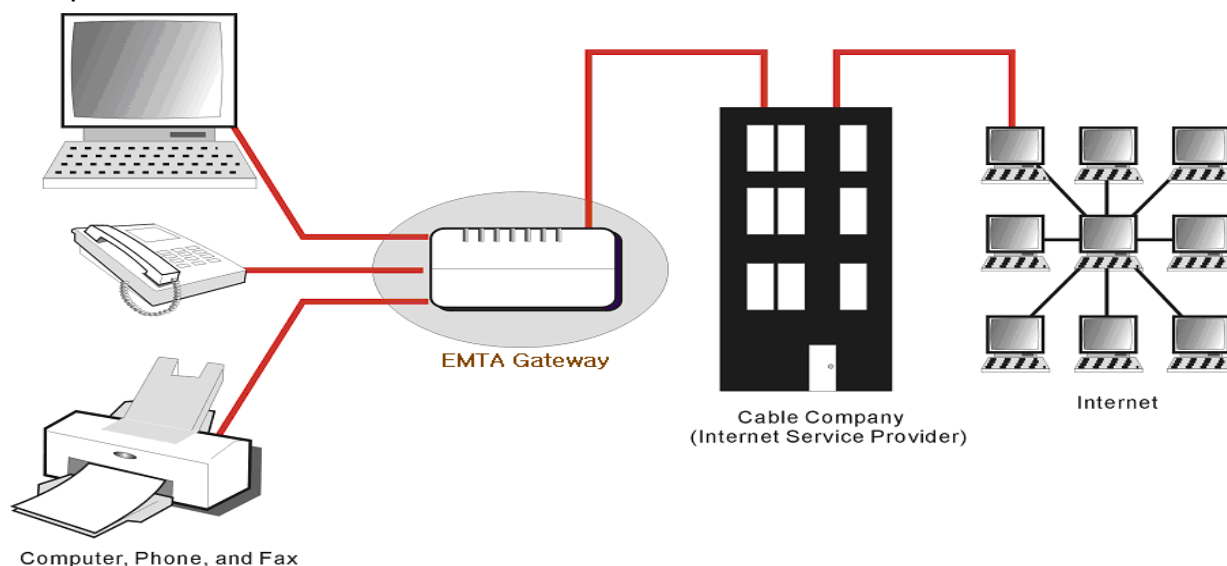 EMTA Gateway
Cable Company
(Internet Service Provider)
Internet
Computer, Phone, and Fax